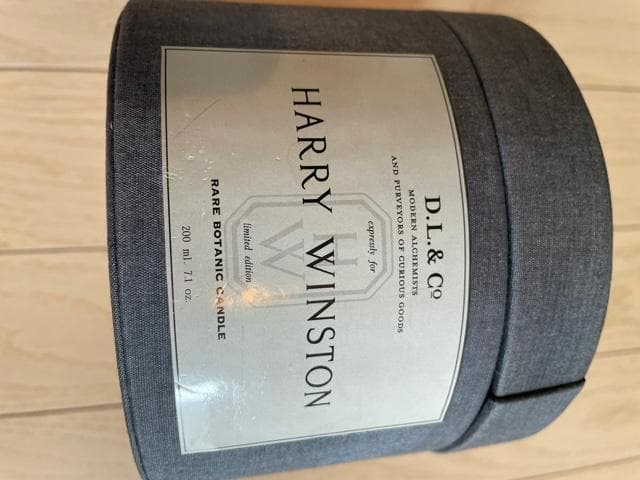 D.L. & Cº
MODERN ALCHEMISTS
AND PURVEYORS OF CURIOUS GOODS
expressly for
HW
HARRY WINSTON
limited edition
RARE BOTANIC CANDLE
200 ml. 7.1 oz.